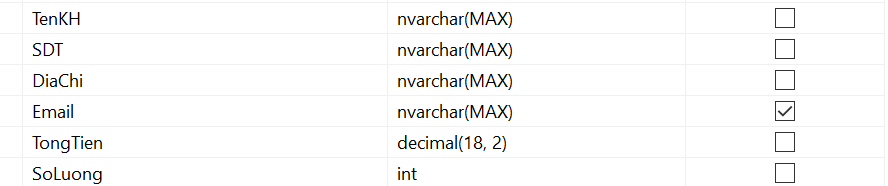 TenKH nvarchar(MAX)
SDT nvarchar(MAX)
DiaChi nvarchar(MAX)
Email nvarchar(MAX)
TongTien decimal(18, 2)
SoLuong int